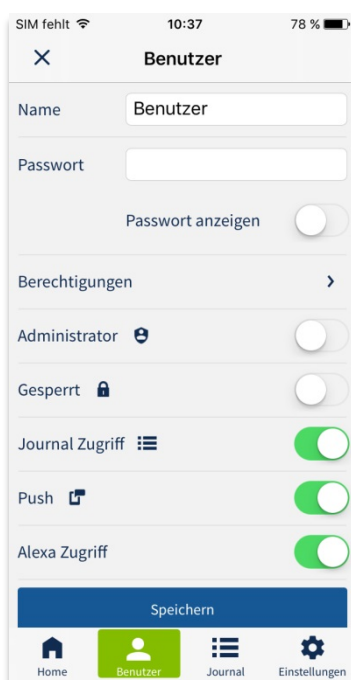 SIM fehlt 10:37 78 %
Benutzer
Name Benutzer
Passwort
Passwort anzeigen
Berechtigungen
Administrator
Gesperrt
Journal Zugriff
Push
Alexa Zugriff
Speichern
Home Benutzer Journal Einstellungen